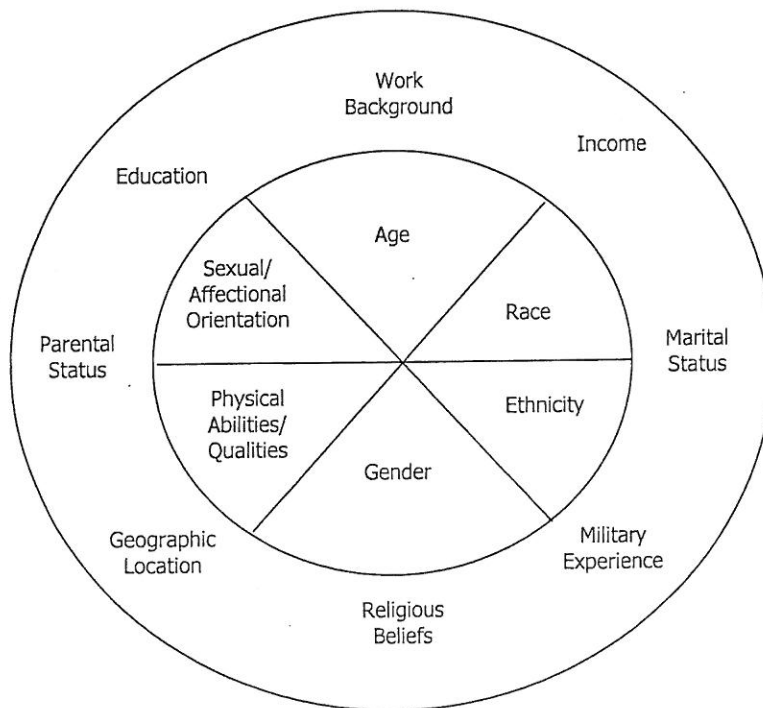 Work
Background
Income
Education
Age
Sexual/
Affectional
Orientation
Race
Parental
Status
Marital
Status
Physical
Abilities/
Qualities
Ethnicity
Gender
Geographic
Location
Military
Experience
Religious
Beliefs